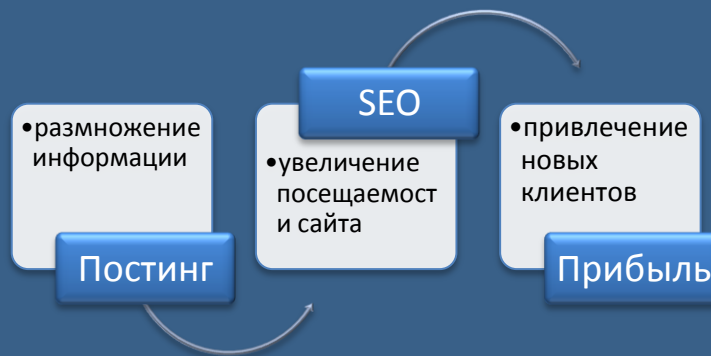 •размножение
информации
Постинг
SEO
•увеличение
посещаемост
и сайта
•привлечение
новых
клиентов
Прибыль